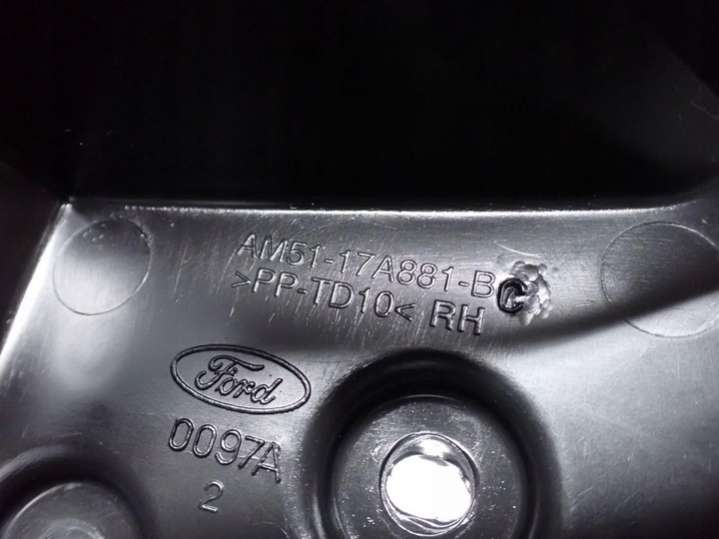 AM51-17A881-BC
>PP-TD10< RH
Ford
0097A
2